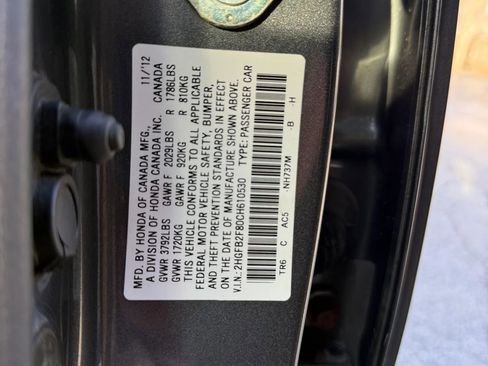 MFD. BY HONDA OF CANADA MFG., 11/'12
A DIVISION OF HONDA CANADA INC. CANADA
GVWR 3792LBS GAWR F 2029LBS R 1786LBS
GVWR 1720KG GAWR F 920KG R 810KG
THIS VEHICLE CONFORMS TO ALL APPLICABLE
FEDERAL MOTOR VEHICLE SAFETY, BUMPER,
AND THEFT PREVENTION STANDARDS IN EFFECT
ON THE DATE OF MANUFACTURE SHOWN ABOVE.
V.I.N.: 2HGFB2F80CH610530 TYPE: PASSENGER CAR
TR6 C AC5 -NH737M -B -H